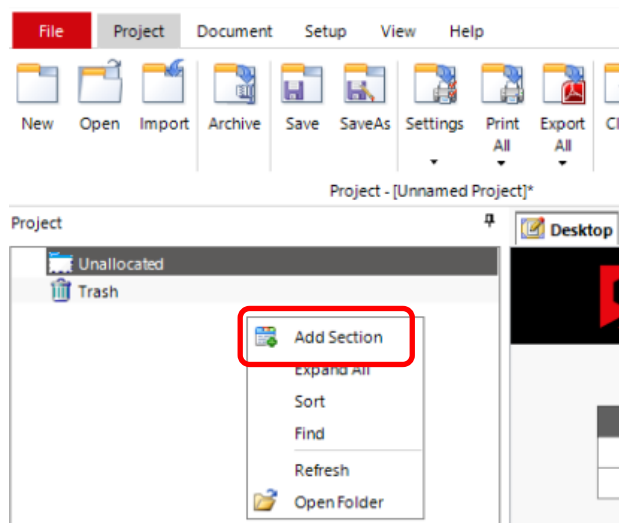 File Project Document Setup View Help
New Open Import Archive Save SaveAs Settings Print All Export All
Project - [Unnamed Project]*
Project
Desktop
Unallocated
Trash
Add Section
Expand All
Sort
Find
Refresh
Open Folder